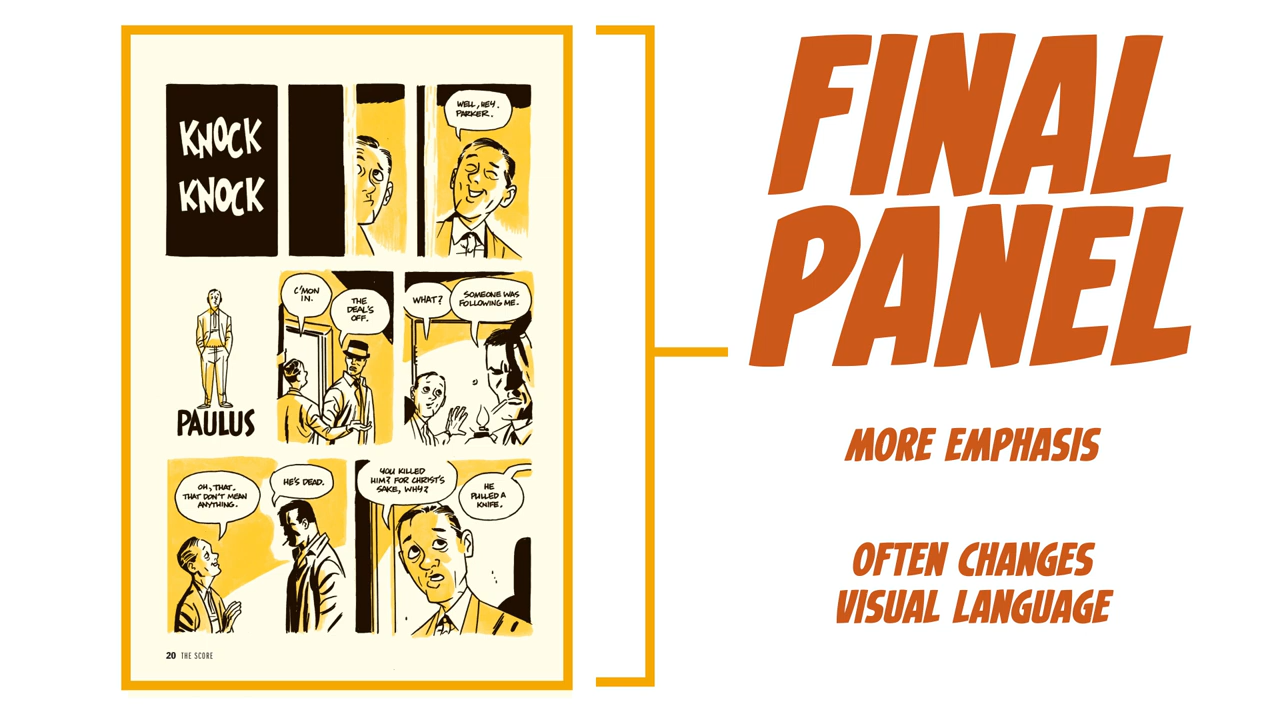 KNOCK
KNOCK
WELL, HEY.
PARKER.
PAULUS
C'MON
IN.
THE
DEAL'S
OFF.
WHAT?
SOMEONE WAS
FOLLOWING ME.
OH, THAT.
THAT DON'T MEAN
ANYTHING.
HE'S DEAD.
YOU KILLED
HIM? FOR CHRIST'S
SAKE, WHY?
HE
PULLED A
KNIFE.
20 THE SCORE
FINAL
PANEL
MORE EMPHASIS
OFTEN CHANGES
VISUAL LANGUAGE